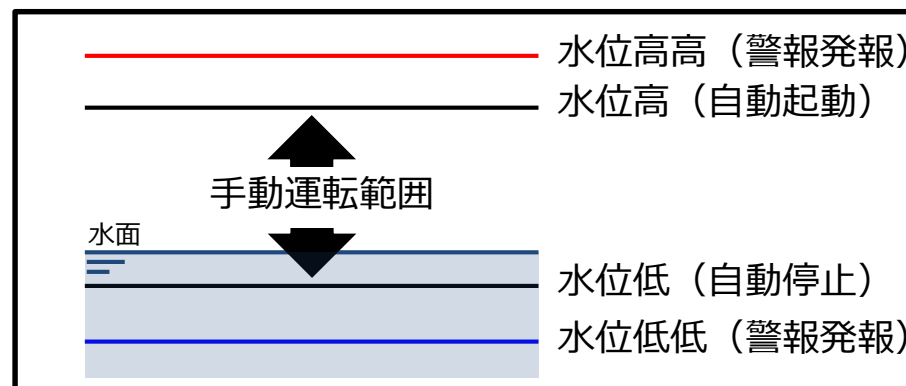 水位高高（警報発報）
水位高（自動起動）
手動運転範囲
水面
水位低（自動停止）
水位低低（警報発報）